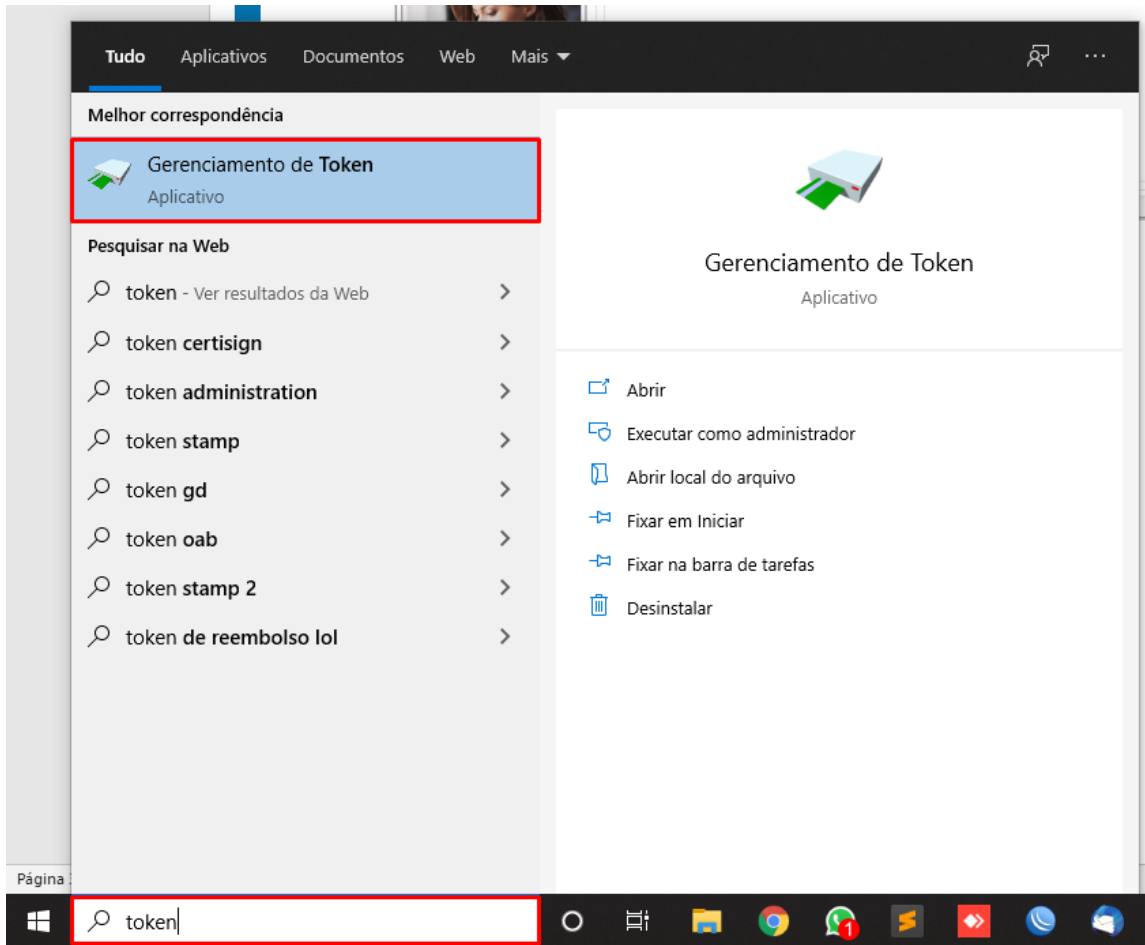 Tudo Aplicativos Documentos Web Mais
Melhor correspondência
Gerenciamento de Token
Aplicativo
Pesquisar na Web
token - Ver resultados da Web
token certisign
token administration
token stamp
token gd
token oab
token stamp 2
token de reembolso lol
Gerenciamento de Token
Aplicativo
Abrir
Executar como administrador
Abrir local do arquivo
Fixar em Iniciar
Fixar na barra de tarefas
Desinstalar
Página
token
1